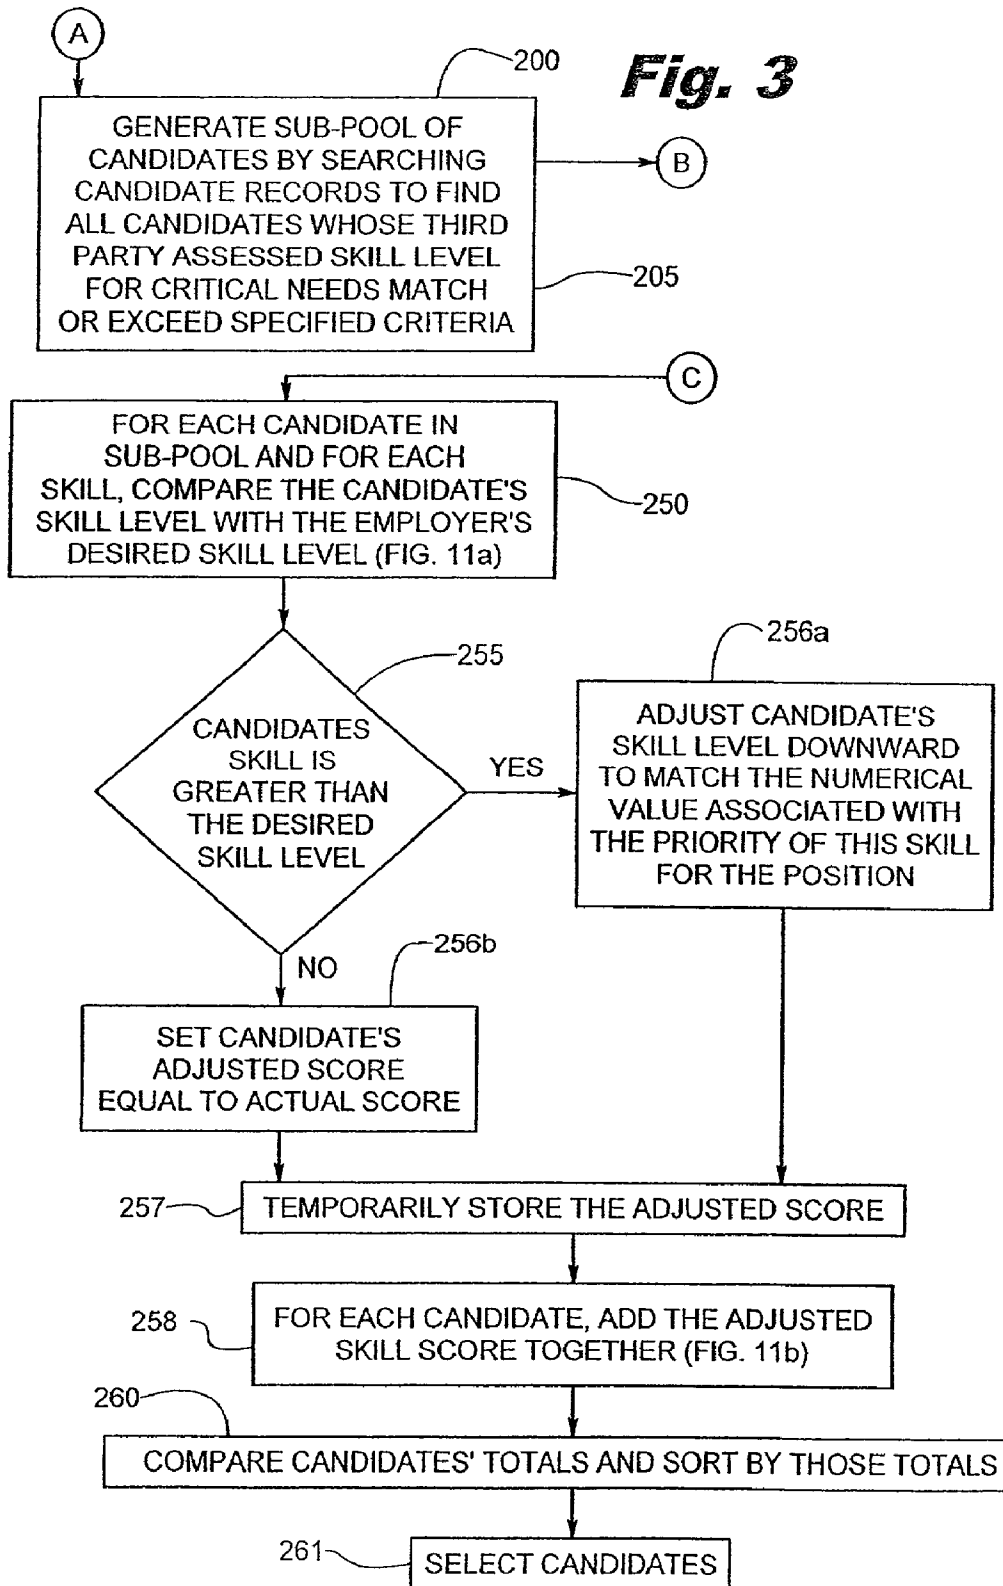 A
200
Fig. 3
GENERATE SUB-POOL OF
CANDIDATES BY SEARCHING
CANDIDATE RECORDS TO FIND
ALL CANDIDATES WHOSE THIRD
PARTY ASSESSED SKILL LEVEL
FOR CRITICAL NEEDS MATCH
OR EXCEED SPECIFIED CRITERIA
B
205
C
FOR EACH CANDIDATE IN
SUB-POOL AND FOR EACH
SKILL, COMPARE THE CANDIDATE'S
SKILL LEVEL WITH THE EMPLOYER'S
DESIRED SKILL LEVEL (FIG. 11a)
250
255
CANDIDATES
SKILL IS
GREATER THAN
THE DESIRED
SKILL LEVEL
YES
256a
ADJUST CANDIDATE'S
SKILL LEVEL DOWNWARD
TO MATCH THE NUMERICAL
VALUE ASSOCIATED WITH
THE PRIORITY OF THIS SKILL
FOR THE POSITION
NO
256b
SET CANDIDATE'S
ADJUSTED SCORE
EQUAL TO ACTUAL SCORE
257
TEMPORARILY STORE THE ADJUSTED SCORE
258
FOR EACH CANDIDATE, ADD THE ADJUSTED
SKILL SCORE TOGETHER (FIG. 11b)
260
COMPARE CANDIDATES' TOTALS AND SORT BY THOSE TOTALS
261
SELECT CANDIDATES